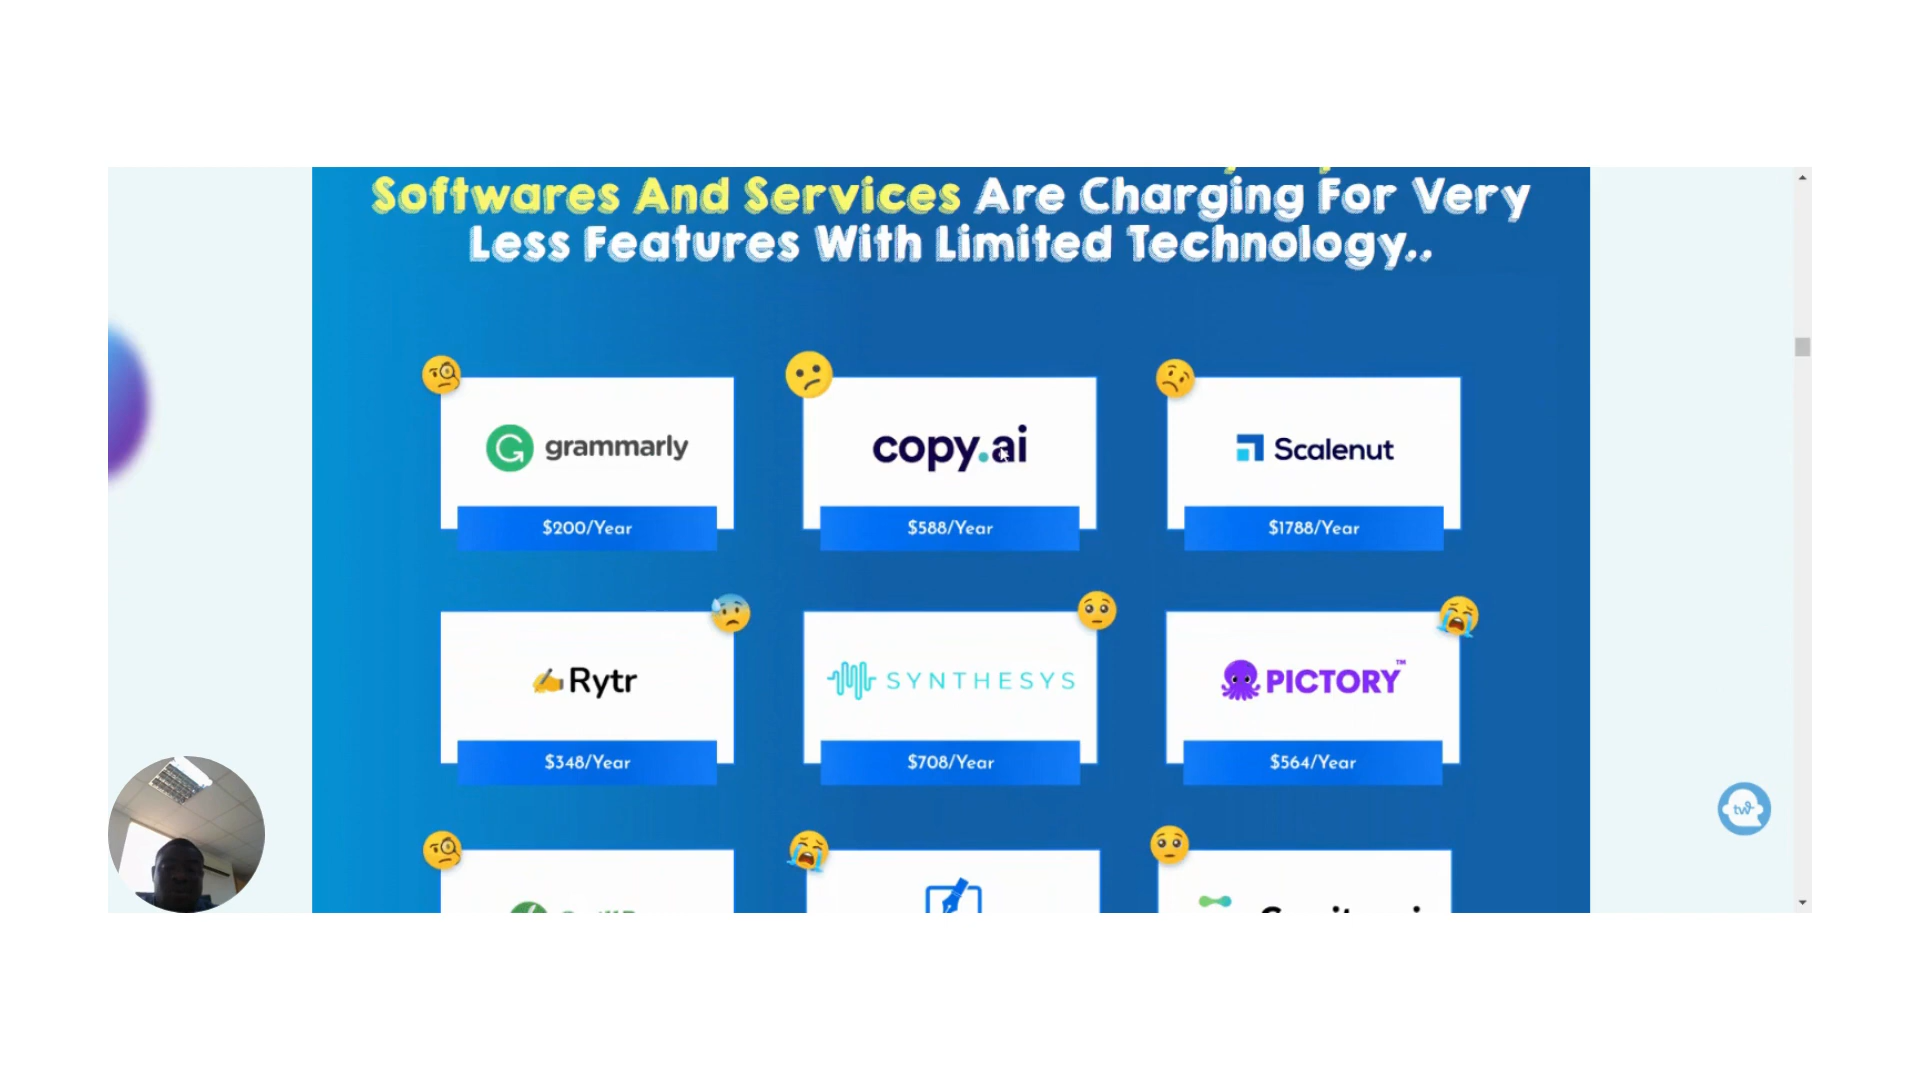 Softwares And Services Are Charging For Very
Less Features With Limited Technology..
grammarly
copy.ai
Scalenut
$200/Year
$588/Year
$1788/Year
Rytr
SYNTHESYS
PICTORY™
$348/Year
$708/Year
$564/Year